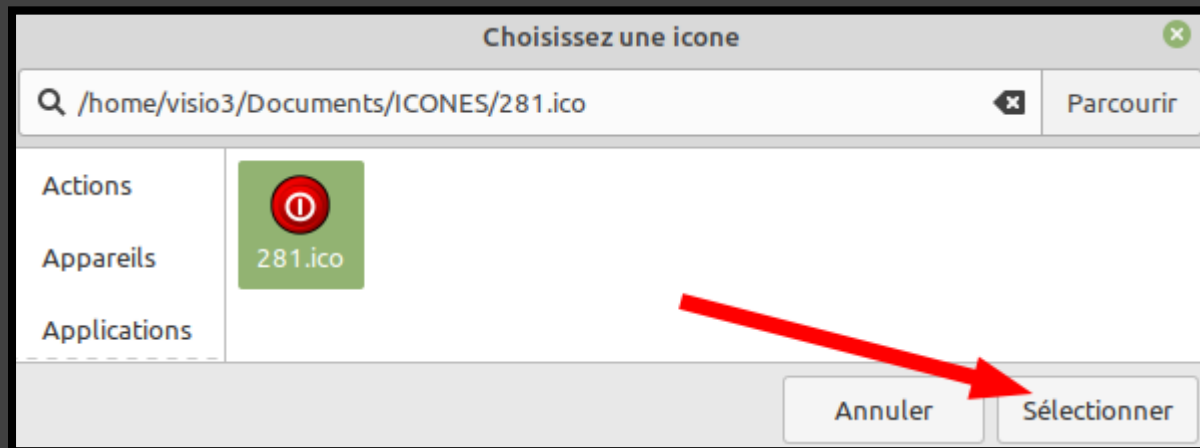 Choisissez une icone
/home/visio3/Documents/ICONES/281.ico
Parcourir
Actions
Appareils
Applications
281.ico
Annuler
Sélectionner